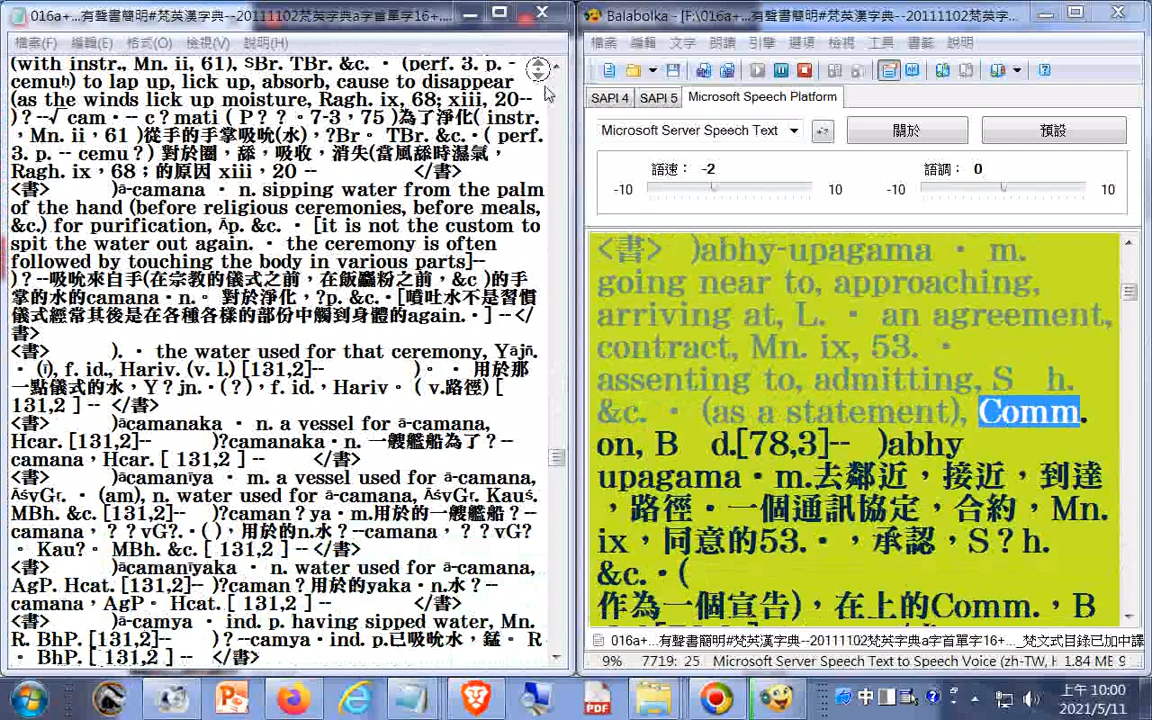 016a+...有聲書簡明#梵英漢字典--20111102梵英字典a字首單字16+...
檔案(F) 編輯(E) 格式(O) 檢視(V) 說明(H)
(with instr., Mn. ii, 61), ŚBr. TBr. &c. • (perf. 3. p. -
cemuḥ) to lap up, lick up, absorb, cause to disappear
(as the winds lick up moisture, Ragh. ix, 68; xiii, 20--
)? --√ cam • -- c ? mati ( P ? ? 。7-3，75 )為了淨化( instr.
, Mn. ii，61 )從手的手掌吸吮(水)，?Br。 TBr. &c. •( perf.
3. p. -- cemu ?) 對於圈，舔，吸收，消失(當風舔時濕氣，
Ragh. ix，68；的原因 xiii，20 -- </書>
<書> )ā-camana • n. sipping water from the palm
of the hand (before religious ceremonies, before meals,
&c.) for purification, Āp. &c. • [it is not the custom to
spit the water out again. • the ceremony is often
followed by touching the body in various parts]--
)? --吸吮來自手(在宗教的儀式之前，在飯麤粉之前，&c )的手
掌的水的camana•n.。 對於淨化，?p. &c.•[噴吐水不是習慣
儀式經常其後是在各種各樣的部份中觸到身體的again.•] --</
書>
<書> ). • the water used for that ceremony, Yājñ.
• (ī), f. id., Hariv. (v. l.) [131,2]-- )。• 用於那
一點儀式的水，Y？jn.•(?)，f. id.，Hariv。( v.路徑) [
131,2 ] -- </書>
<書> )ācamanaka • n. a vessel for ā-camana,
Hcar. [131,2]-- )?camanaka•n. 一艘艦船為了？--
camana，Hcar. [ 131,2 ] -- </書>
<書> )ācamanīya • m. a vessel used for ā-camana,
ĀśvGṛ. • (am), n. water used for ā-camana, ĀśvGṛ. Kauś.
MBh. &c. [131,2]-- )?caman？ya•m.用於的一艘艦船？--
camana，？？vG?.•( )，用於的n.水？--camana，？？vG?
。Kau?。 MBh. &c. [ 131,2 ] -- </書>
<書> )ācamanīyaka • n. water used for ā-camana,
AgP. Hcat. [131,2]-- )?caman？用於的yaka•n.水？--
camana，AgP。 Hcat. [ 131,2 ] -- </書>
<書> )ā-camya • ind. p. having sipped water, Mn.
R. BhP. [131,2]-- )? --camya•ind. p.已吸吮水，錳。 R
。BhP. [ 131,2 ] -- </書>
Balabolka - [F:\016a+...有聲書簡明#梵英漢字典--20111102梵英字...
檔案 編輯 文字 朗讀 引擎 選項 檢視 工具 書籤 說明
SAPI 4 SAPI 5 Microsoft Speech Platform
Microsoft Server Speech Text 關於 預設
語速： -2 語調： 0
-10 10 -10 10
<書> )abhy-upagama • m.
going near to, approaching,
arriving at, L. • an agreement,
contract, Mn. ix, 53. •
assenting to, admitting, S h.
&c. • (as a statement), Comm.
on, B d.[78,3]-- )abhy
upagama•m.去鄰近，接近，到達
，路徑•一個通訊協定，合約，Mn.
ix，同意的53.•，承認，S？h.
&c.•(
作為一個宣告)，在上的Comm.，B
016a+...有聲書簡明#梵英漢字典--20111102梵英字典a字首單字16+..._梵文式目錄已加中譯
9% 7719: 25 Microsoft Server Speech Text to Speech Voice (zh-TW, H 1.84 MB 9
上午 10:00
2021/5/11